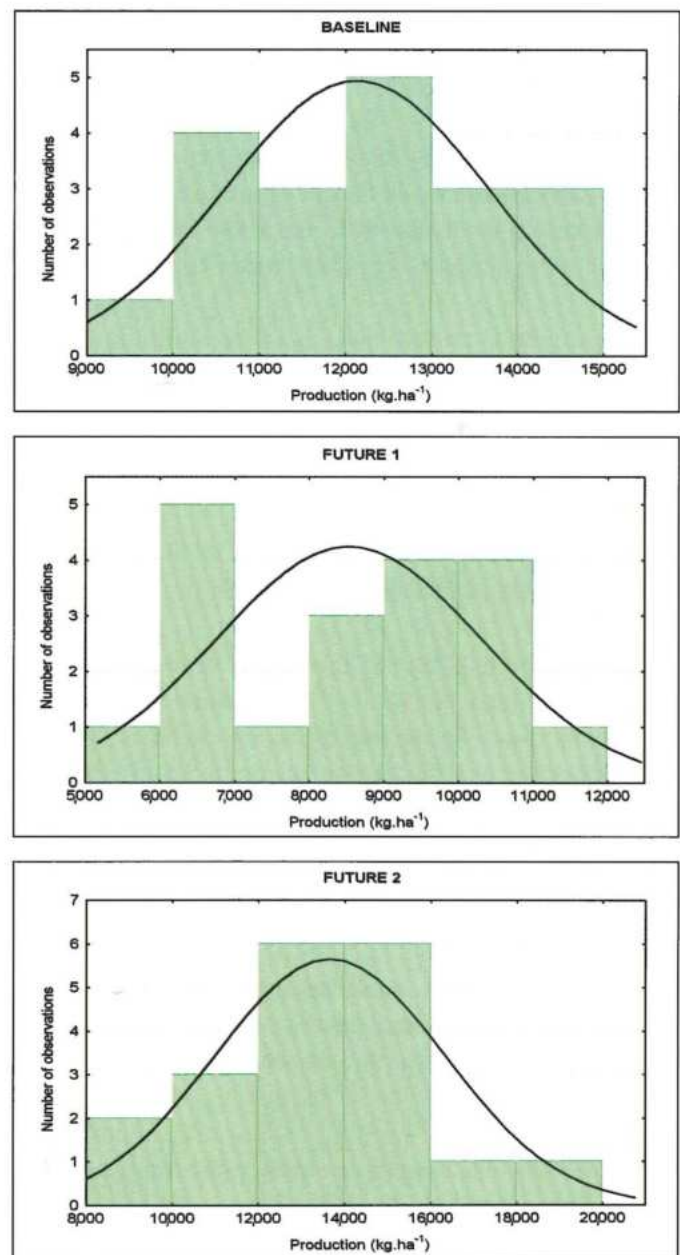 BASELINE
Number of observations
5
4
3
2
1
0
9,000 10,000 11,000 12,000 13,000 14,000 15,000
Production (kg.ha⁻¹)
FUTURE 1
Number of observations
5
4
3
2
1
0
5,000 6,000 7,000 8,000 9,000 10,000 11,000 12,000
Production (kg.ha⁻¹)
FUTURE 2
Number of observations
7
6
5
4
3
2
1
0
8,000 10,000 12,000 14,000 16,000 18,000 20,000
Production (kg.ha⁻¹)